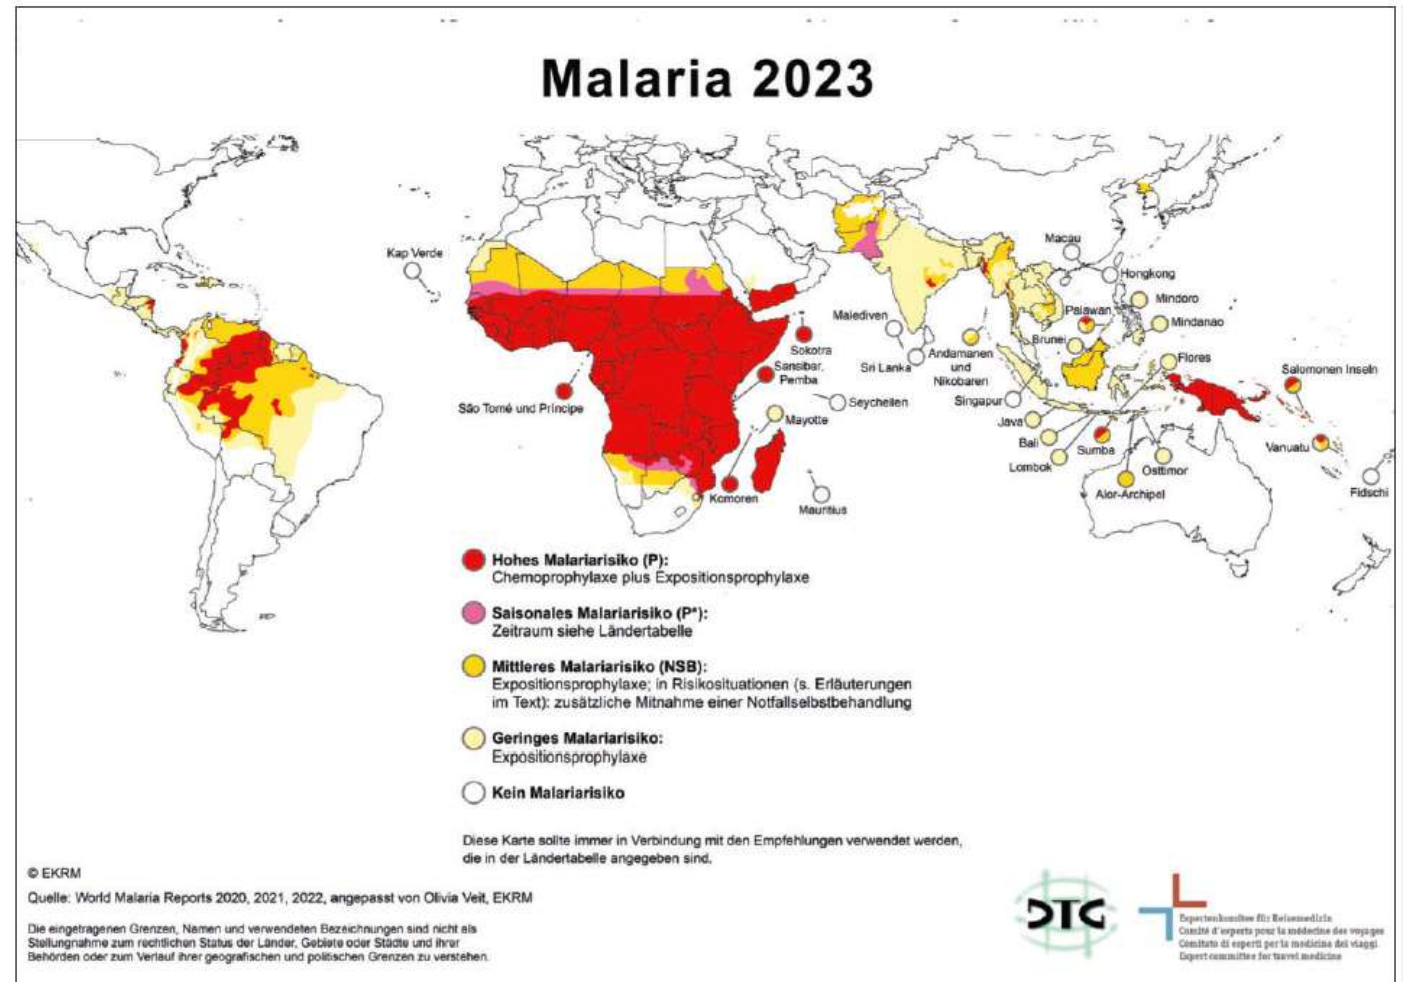 Malaria 2023
Kap Verde
São Tomé und Príncipe
Sokotra
Sansibar,
Pemba
Seychellen
Mayotte
Komoren
Mauritius
Malediven
Sri Lanka
Andamanen
und
Nikobaren
Macau
Hongkong
Mindoro
Palawan
Mindanao
Brunei
Flores
Singapur
Java
Bali
Lombok
Sumba
Osttimor
Alor-Archipel
Salomonen Inseln
Vanuatu
Fidschi
Hohes Malariarisiko (P):
Chemoprophylaxe plus Expositionsprophylaxe
Saisonales Malariarisiko (P*):
Zeitraum siehe Ländertabelle
Mittleres Malariarisiko (NSB):
Expositionsprophylaxe; in Risikosituationen (s. Erläuterungen
im Text): zusätzliche Mitnahme einer Notfallselbstbehandlung
Geringes Malariarisiko:
Expositionsprophylaxe
Kein Malariarisiko
Diese Karte sollte immer in Verbindung mit den Empfehlungen verwendet werden,
die in der Ländertabelle angegeben sind.
© EKRM
Quelle: World Malaria Reports 2020, 2021, 2022, angepasst von Olivia Veit, EKRM
Die eingetragenen Grenzen, Namen und verwendeten Bezeichnungen sind nicht als
Stellungnahme zum rechtlichen Status der Länder, Gebiete oder Städte und ihrer
Behörden oder zum Verlauf ihrer geografischen und politischen Grenzen zu verstehen.
DTG
Expertenkomitee für Reisemedizin
Comité d'experts pour la médecine des voyages
Comitato di esperti per la medicina dei viaggi
Expert committee for travel medicine